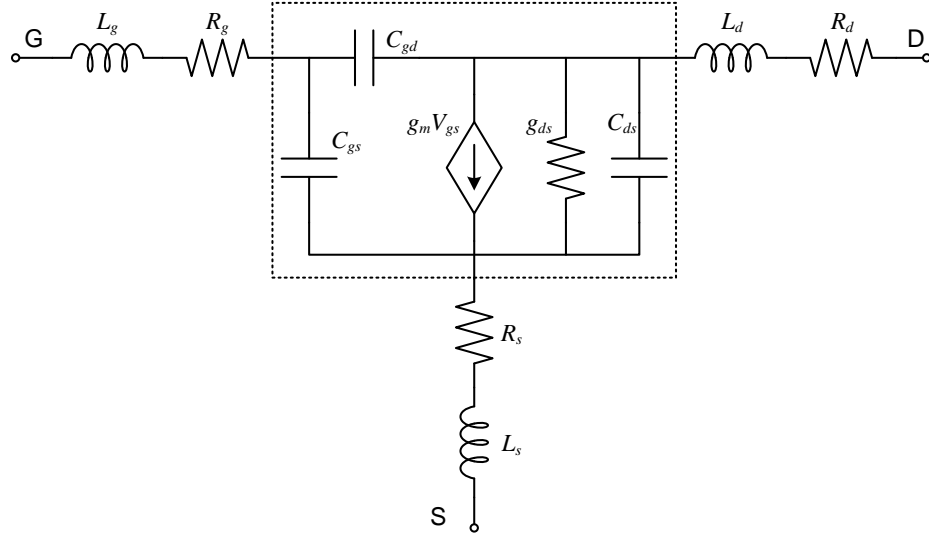 L_g
R_g
L_d
R_d
G
C_gd
D
C_gs
g_mV_gs
g_ds
C_ds
R_s
L_s
S